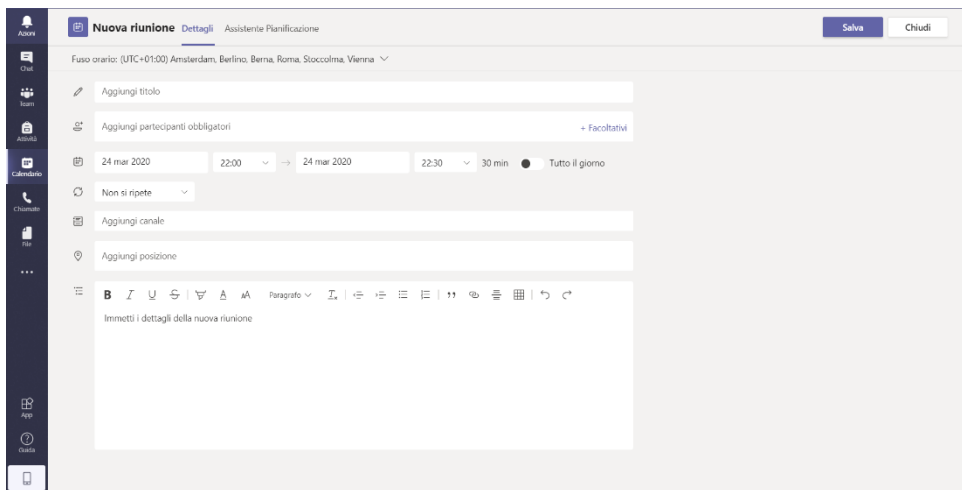 Azioni
Chat
Team
Attività
Calendario
Chiamate
File
App
Guida
Nuova riunione Dettagli Assistente Pianificazione
Salva Chiudi
Fuso orario: (UTC+01:00) Amsterdam, Berlino, Berna, Roma, Stoccolma, Vienna
Aggiungi titolo
Aggiungi partecipanti obbligatori + Facoltativi
24 mar 2020 22:00 → 24 mar 2020 22:30 30 min Tutto il giorno
Non si ripete
Aggiungi canale
Aggiungi posizione
B I U S A AA Paragrafo
Immetti i dettagli della nuova riunione